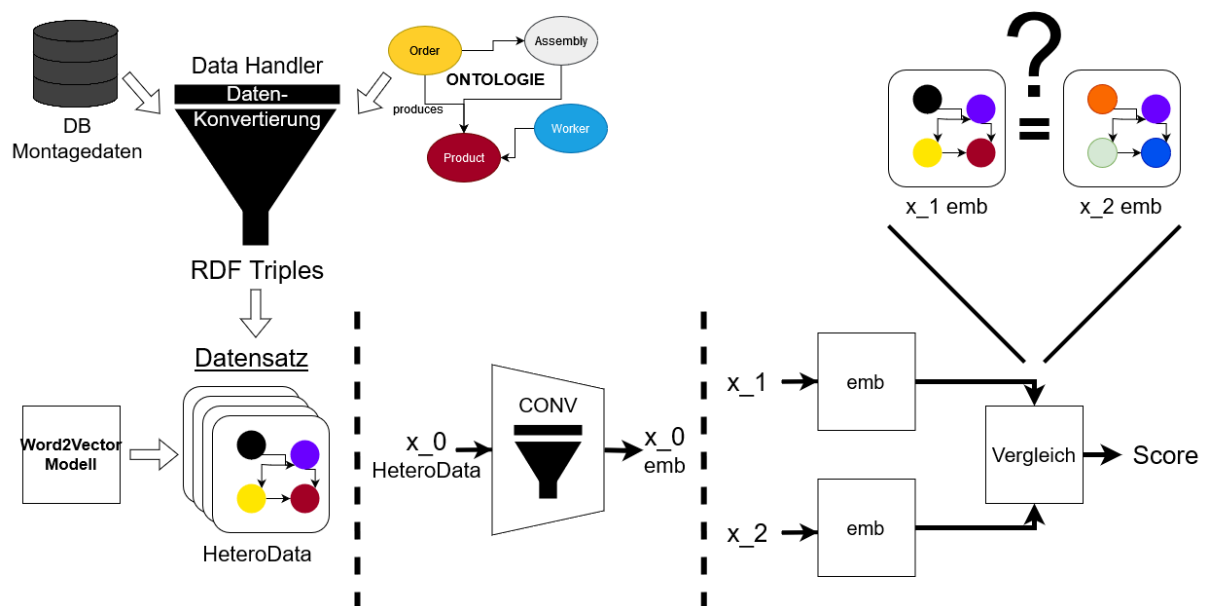 Data Handler
Daten-
Konvertierung
DB
Montagedaten
Order
Assembly
ONTOLOGIE
produces
Worker
Product
RDF Triples
Datensatz
Word2Vector
Modell
HeteroData
x_0
HeteroData
CONV
x_0
emb
?
=
x_1 emb
x_2 emb
x_1
emb
x_2
emb
Vergleich
Score